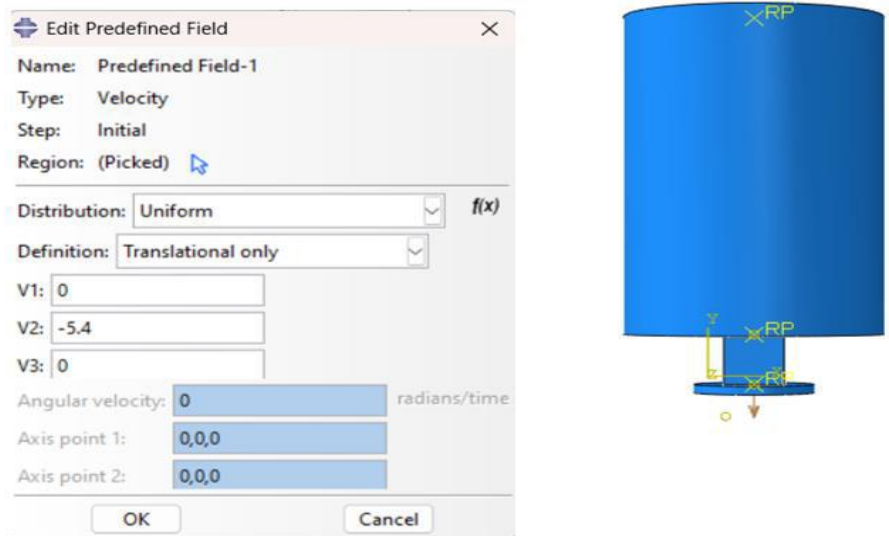 Edit Predefined Field
Name: Predefined Field-1
Type: Velocity
Step: Initial
Region: (Picked)
Distribution: Uniform f(x)
Definition: Translational only
V1: 0
V2: -5.4
V3: 0
Angular velocity: 0 radians/time
Axis point 1: 0,0,0
Axis point 2: 0,0,0
OK Cancel
RP
Y
RP
Z
RP